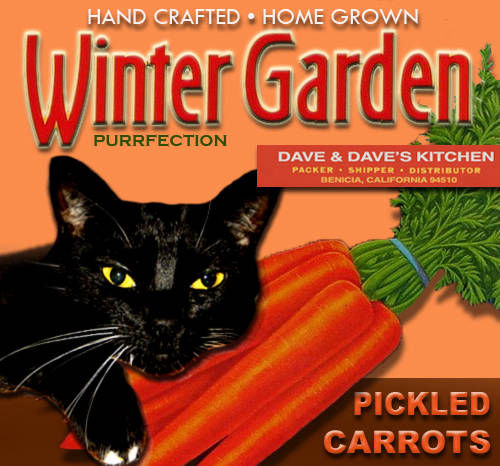 HAND CRAFTED • HOME GROWN
Winter Garden
PURRFECTION
DAVE & DAVE'S KITCHEN
PACKER • SHIPPER • DISTRIBUTOR
BENICIA, CALIFORNIA 94510
PICKLED
CARROTS